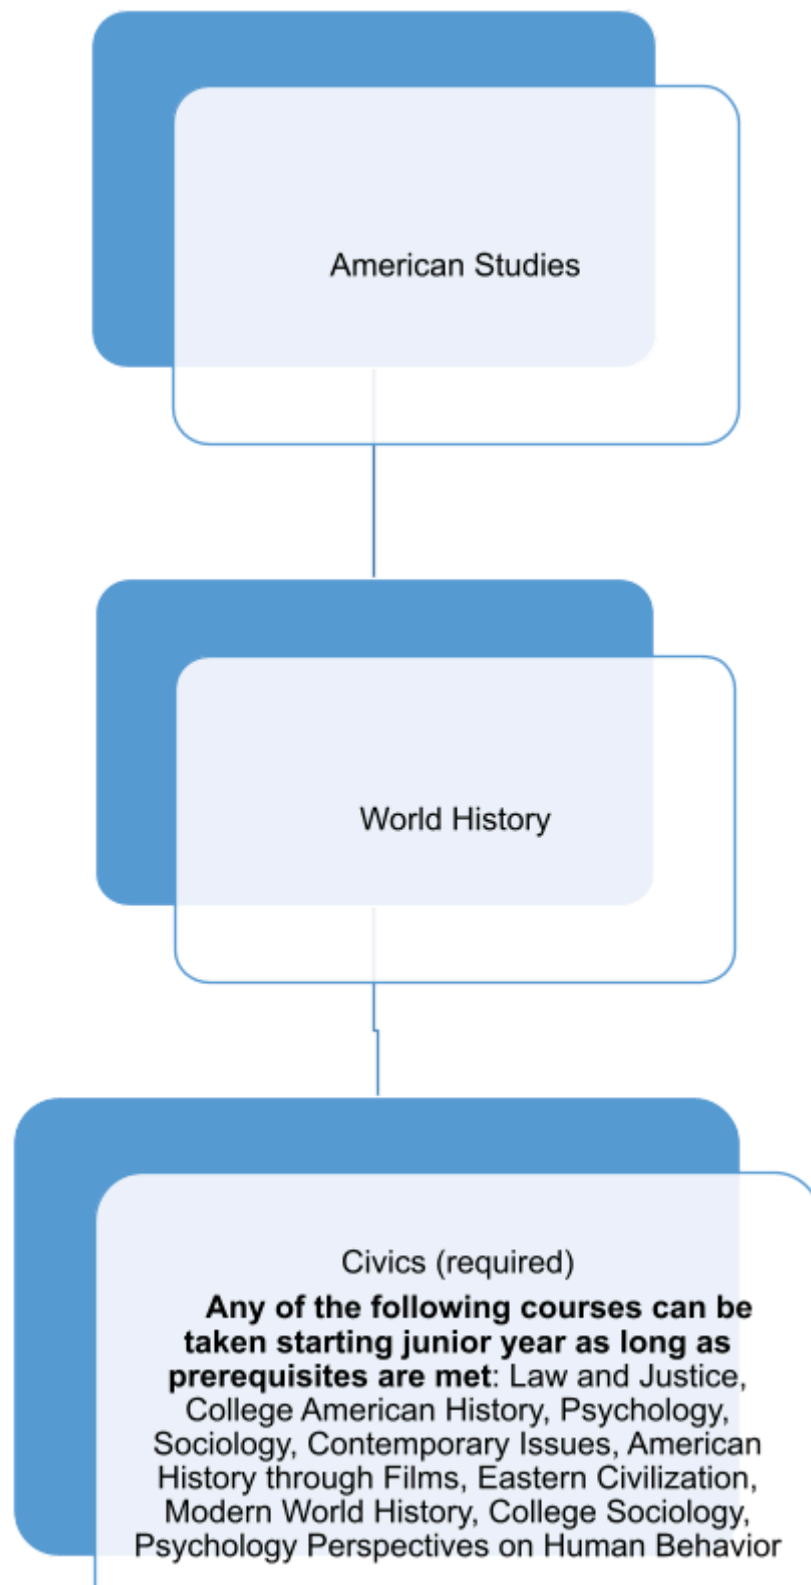 American Studies
World History
Civics (required)
Any of the following courses can be
taken starting junior year as long as
prerequisites are met: Law and Justice,
College American History, Psychology,
Sociology, Contemporary Issues, American
History through Films, Eastern Civilization,
Modern World History, College Sociology,
Psychology Perspectives on Human Behavior